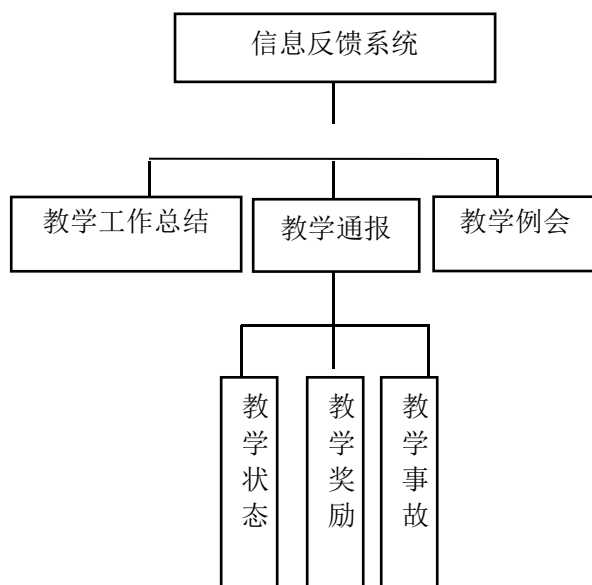 信息反馈系统
教学工作总结
教学通报
教学例会
教学状态
教学奖励
教学事故